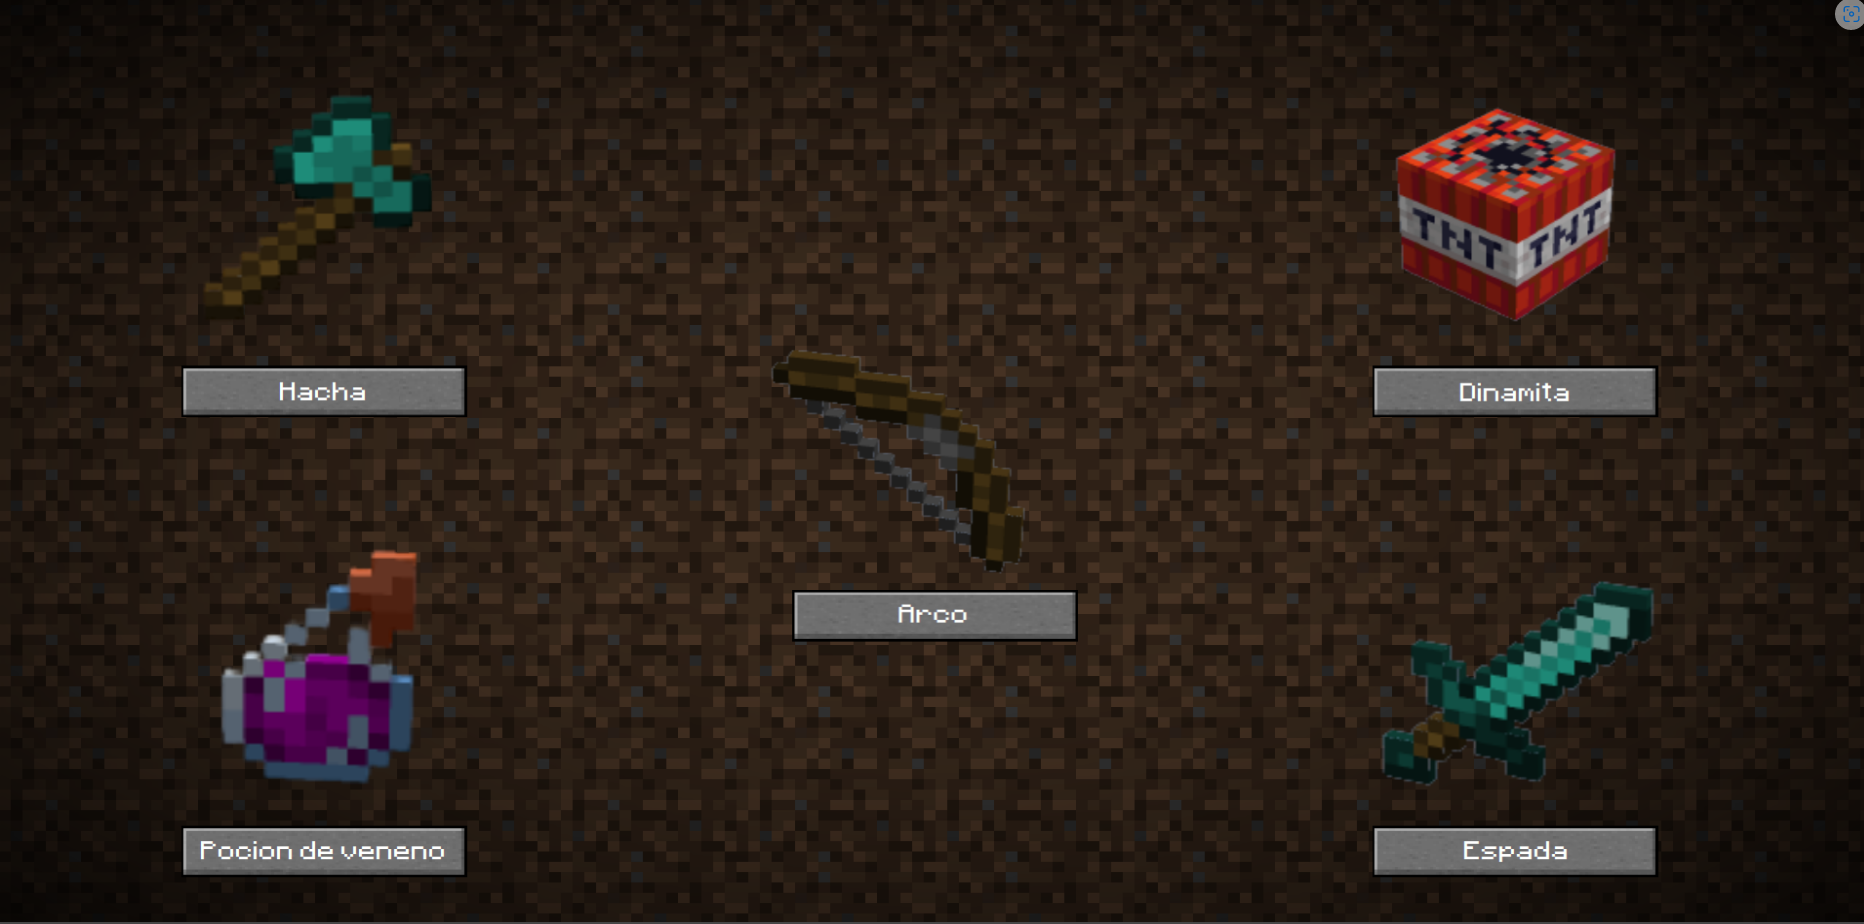 TNT TNT
Hacha
Dinamita
Arco
Pocion de veneno
Espada